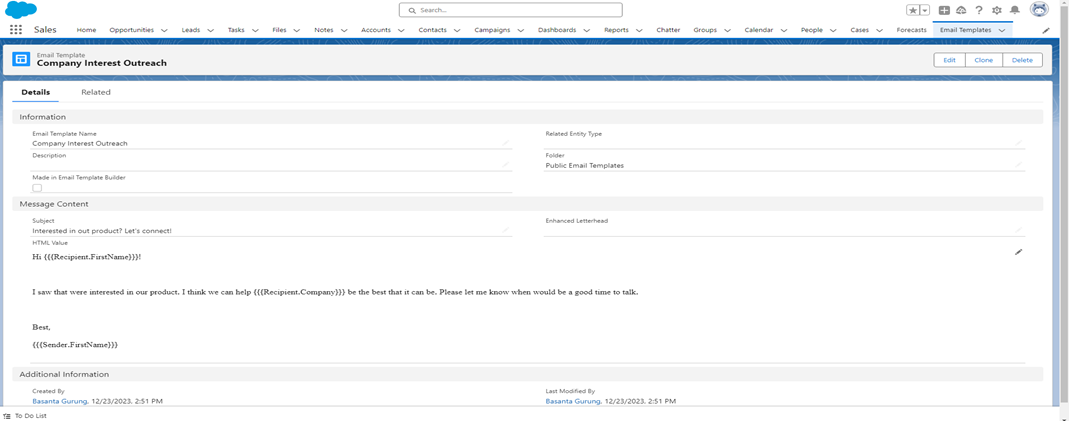 Search...
Sales Home Opportunities Leads Tasks Files Notes Accounts Contacts Campaigns Dashboards Reports Chatter Groups Calendar People Cases Forecasts Email Templates
Email Template
Company Interest Outreach
Edit Clone Delete
Details Related
Information
Email Template Name
Company Interest Outreach
Related Entity Type
Description
Folder
Public Email Templates
Made in Email Template Builder
Message Content
Subject
Interested in out product? Let's connect!
Enhanced Letterhead
HTML Value
Hi {{{Recipient.FirstName}}}!
I saw that were interested in our product. I think we can help {{{Recipient.Company}}} be the best that it can be. Please let me know when would be a good time to talk.
Best,
{{{Sender.FirstName}}}
Additional Information
Created By
Basanta Gurung, 12/23/2023, 2:51 PM
Last Modified By
Basanta Gurung, 12/23/2023, 2:51 PM
To Do List